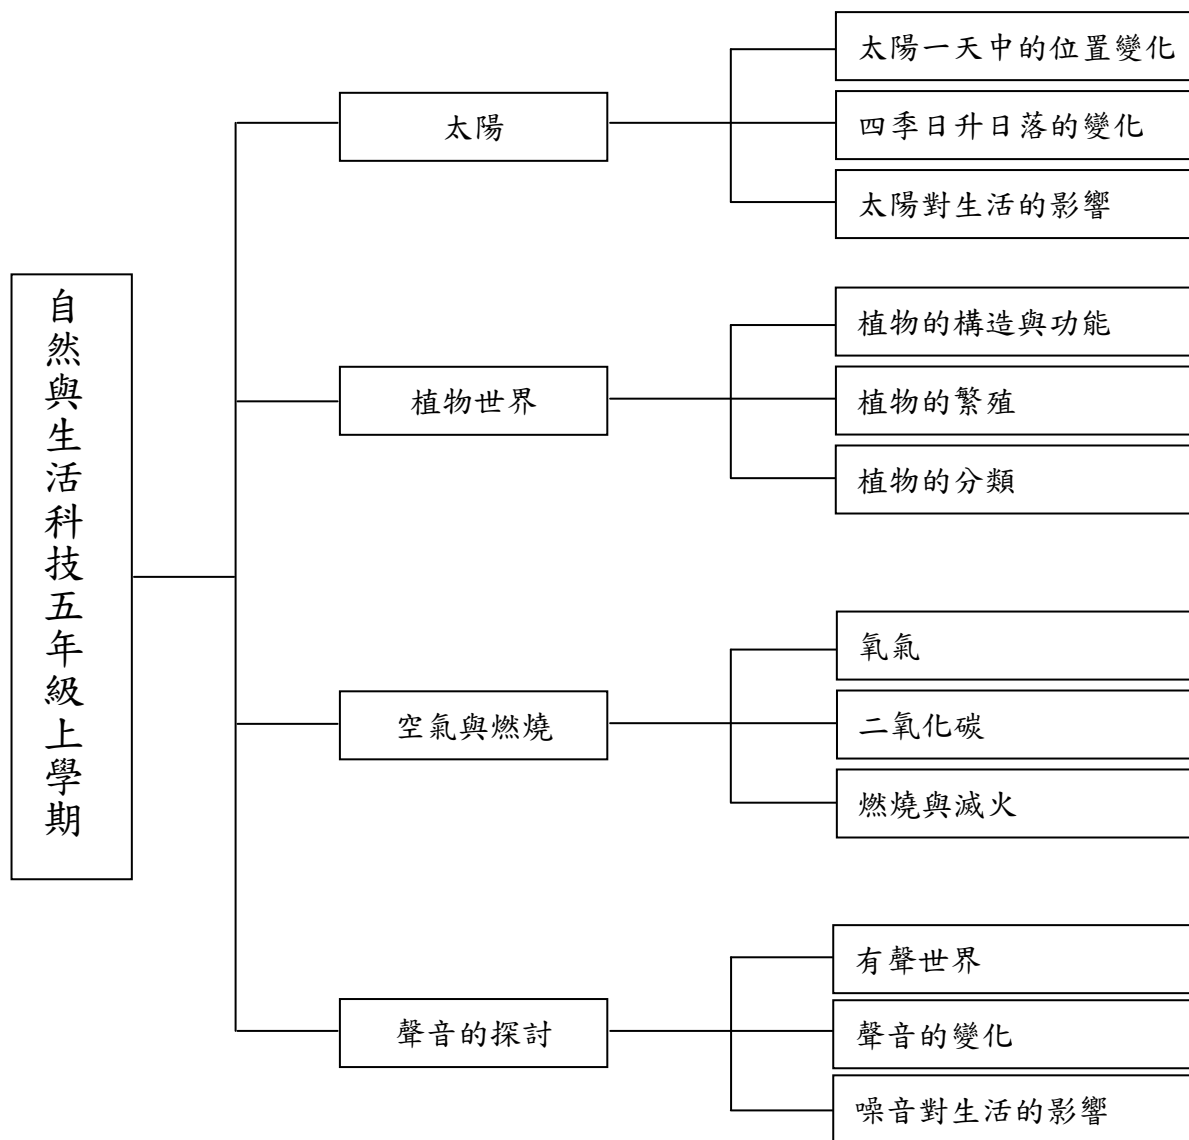 自然與生活科技五年級上學期
太陽
太陽一天中的位置變化
四季日升日落的變化
太陽對生活的影響
植物世界
植物的構造與功能
植物的繁殖
植物的分類
空氣與燃燒
氧氣
二氧化碳
燃燒與滅火
聲音的探討
有聲世界
聲音的變化
噪音對生活的影響